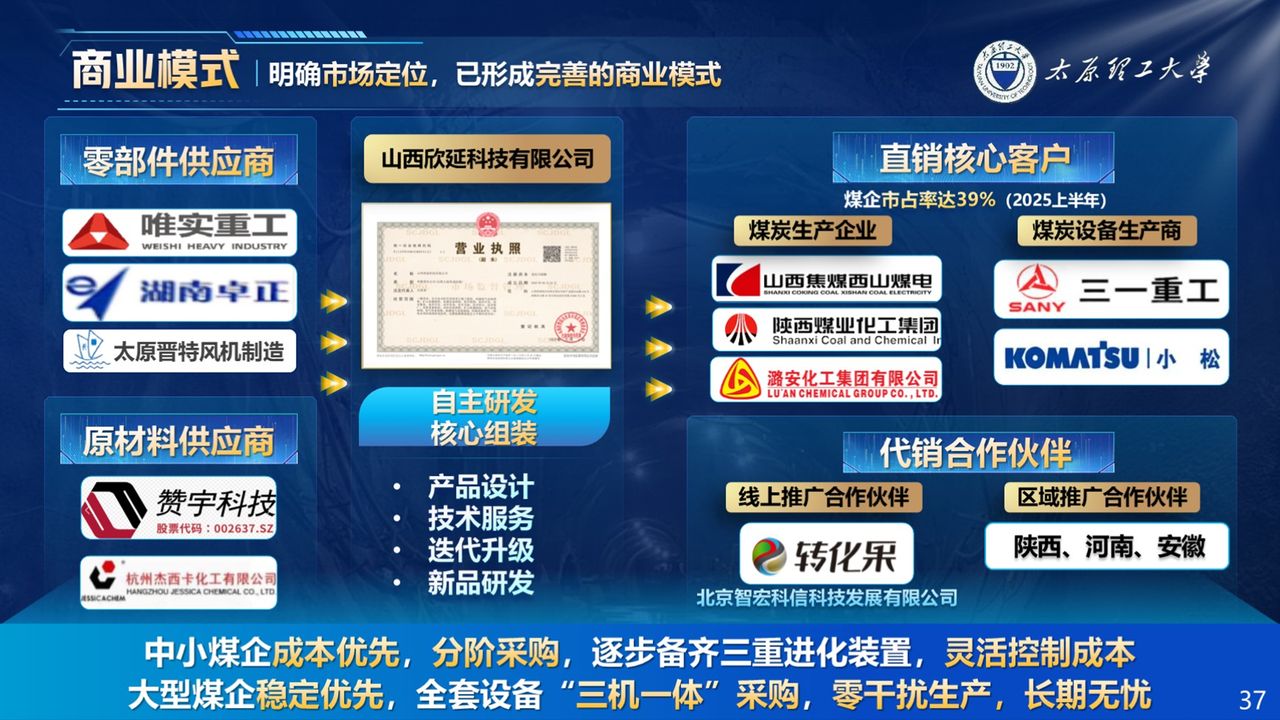 商业模式
明确市场定位，已形成完善的商业模式
1902
太原理工大学
零部件供应商
唯实重工
WEISHI HEAVY INDUSTRY
湖南卓正
太原晋特风机制造
原材料供应商
赞宇科技
股票代码：002637.SZ
JESSICACHEM
杭州杰西卡化工有限公司
HANGZHOU JESSICA CHEMICAL CO., LTD.
山西欣延科技有限公司
营业执照
（副本）
自主研发
核心组装
• 产品设计
• 技术服务
• 迭代升级
• 新品研发
直销核心客户
煤企市占率达39%（2025上半年）
煤炭生产企业
山西焦煤西山煤电
SHANXI COKING COAL XISHAN COAL ELECTRICITY
陕西煤业化工集团
Shaanxi Coal and Chemical In
潞安化工集团有限公司
LU'AN CHEMICAL GROUP CO., LTD.
煤炭设备生产商
SANY
三一重工
KOMATSU | 小 松
代销合作伙伴
线上推广合作伙伴
转化果
北京智宏科信科技发展有限公司
区域推广合作伙伴
陕西、河南、安徽
中小煤企成本优先，分阶采购，逐步备齐三重进化装置，灵活控制成本
大型煤企稳定优先，全套设备“三机一体”采购，零干扰生产，长期无忧
37